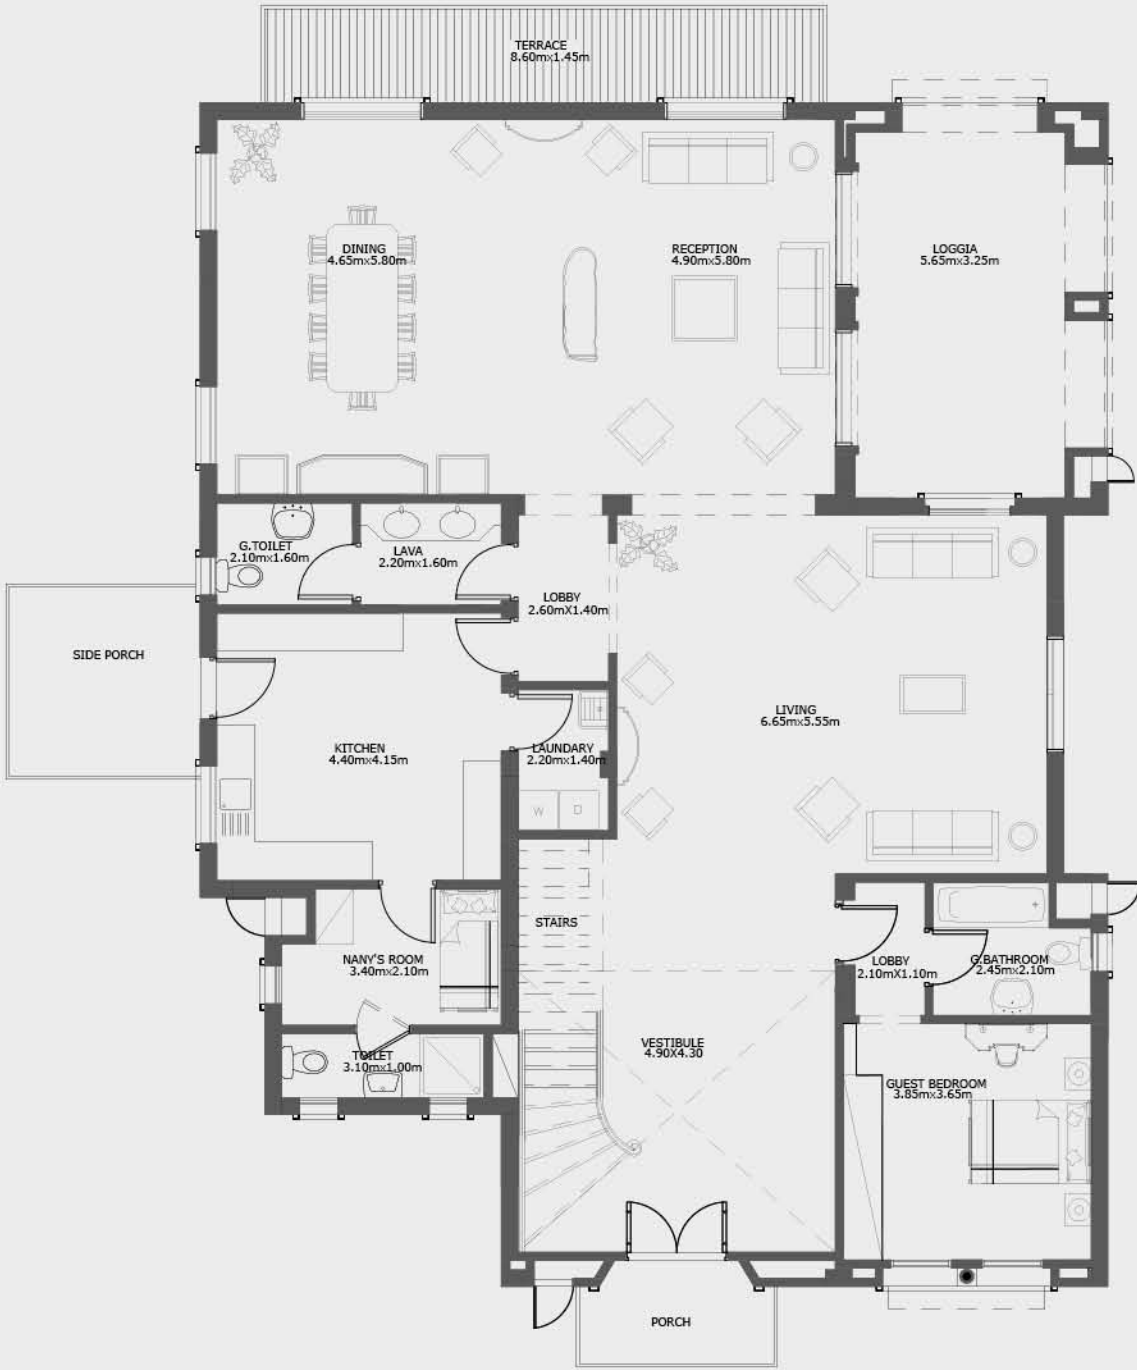 TERRACE
8.60mx1.45m
DINING
4.65mx5.80m
RECEPTION
4.90mx5.80m
LOGGIA
5.65mx3.25m
G.TOILET
2.10mx1.60m
LAVA
2.20mx1.60m
LOBBY
2.60mX1.40m
SIDE PORCH
LIVING
6.65mx5.55m
KITCHEN
4.40mx4.15m
LAUNDARY
2.20mx1.40m
W
D
STAIRS
NANY'S ROOM
3.40mx2.10m
LOBBY
2.10mX1.10m
G.BATHROOM
2.45mx2.10m
VESTIBULE
4.90X4.30
TOILET
3.10mx1.00m
GUEST BEDROOM
3.85mx3.65m
PORCH